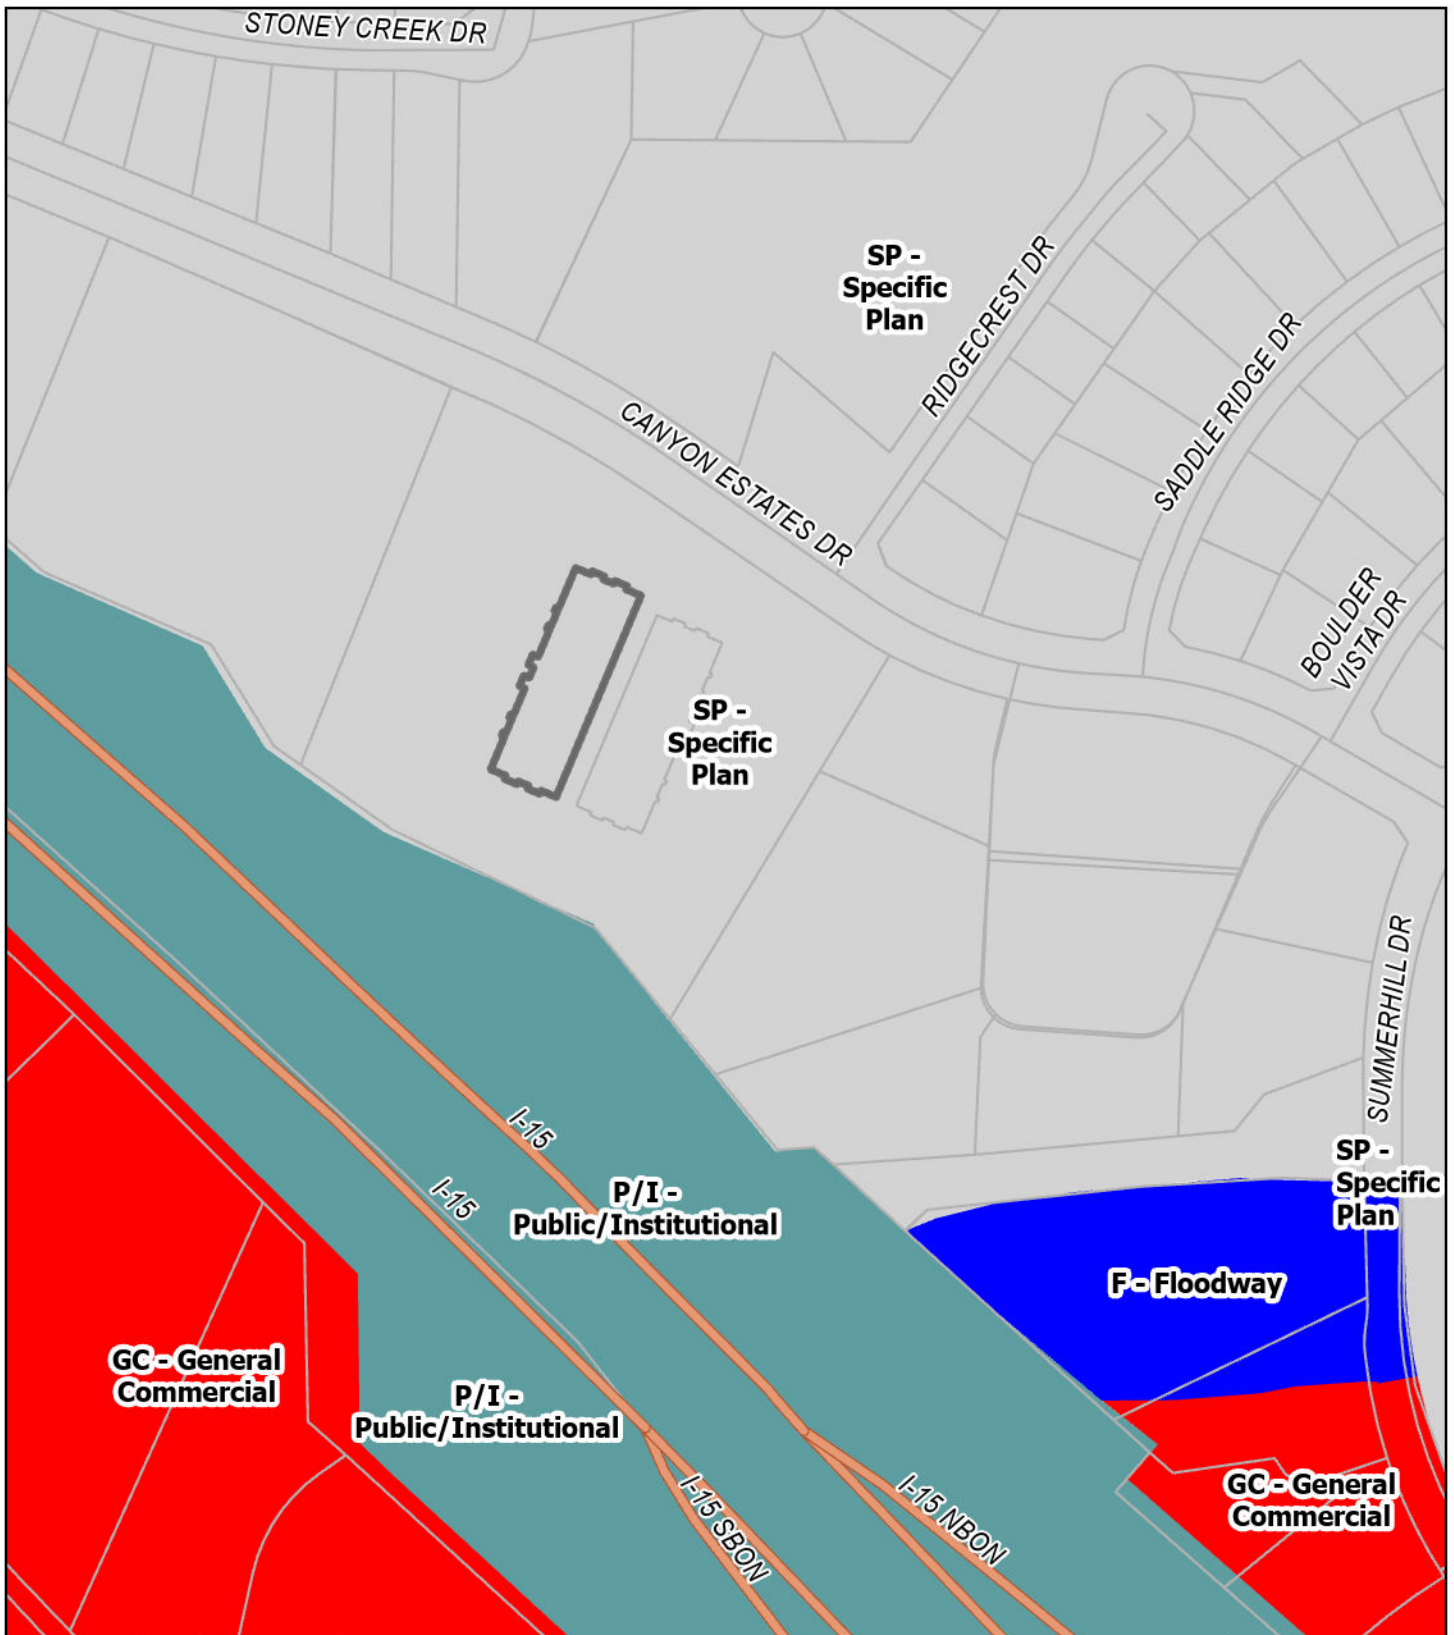 STONEY CREEK DR
SP -
Specific
Plan
RIDGECREST DR
SADDLE RIDGE DR
CANYON ESTATES DR
BOULDER
VISTA DR
SP -
Specific
Plan
SUMMERHILL DR
I-15
I-15
SP -
Specific
Plan
P/I -
Public/Institutional
F - Floodway
GC - General
Commercial
P/I -
Public/Institutional
I-15 SBON
I-15 NBON
GC - General
Commercial